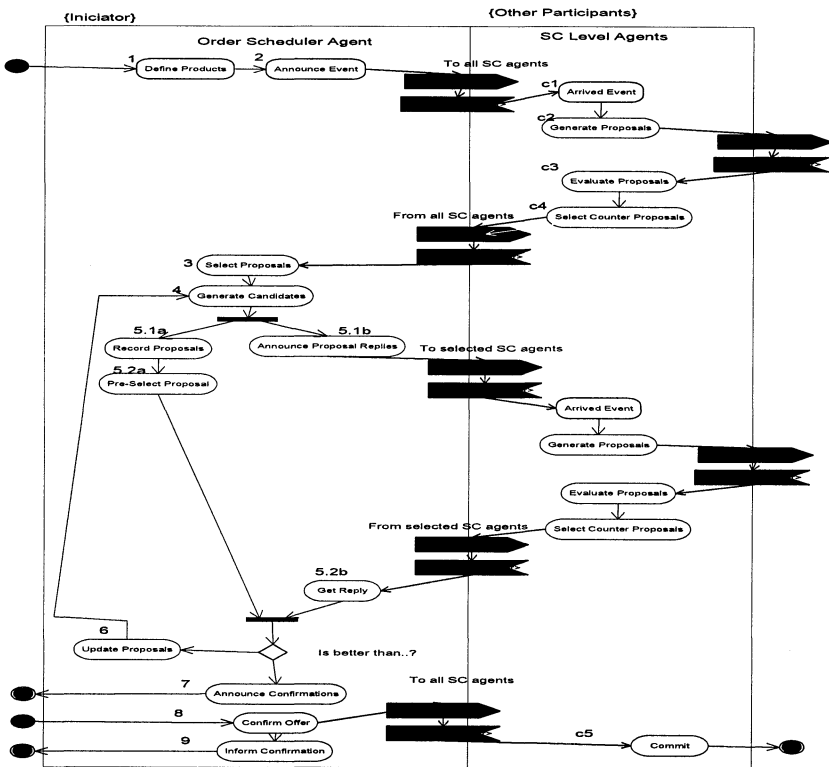 {Iniciator}
{Other Participants}
Order Scheduler Agent
SC Level Agents
1
Define Products
2
Announce Event
To all SC agents
c1
Arrived Event
c2
Generate Proposals
c3
Evaluate Proposals
c4
Select Counter Proposals
From all SC agents
3
Select Proposals
4
Generate Candidates
5.1a
Record Proposals
5.1b
Announce Proposal Replies
To selected SC agents
5.2a
Pre-Select Proposal
Arrived Event
Generate Proposals
Evaluate Proposals
From selected SC agents
Select Counter Proposals
5.2b
Get Reply
6
Update Proposals
Is better than..?
7
Announce Confirmations
To all SC agents
8
Confirm Offer
9
Inform Confirmation
c5
Commit